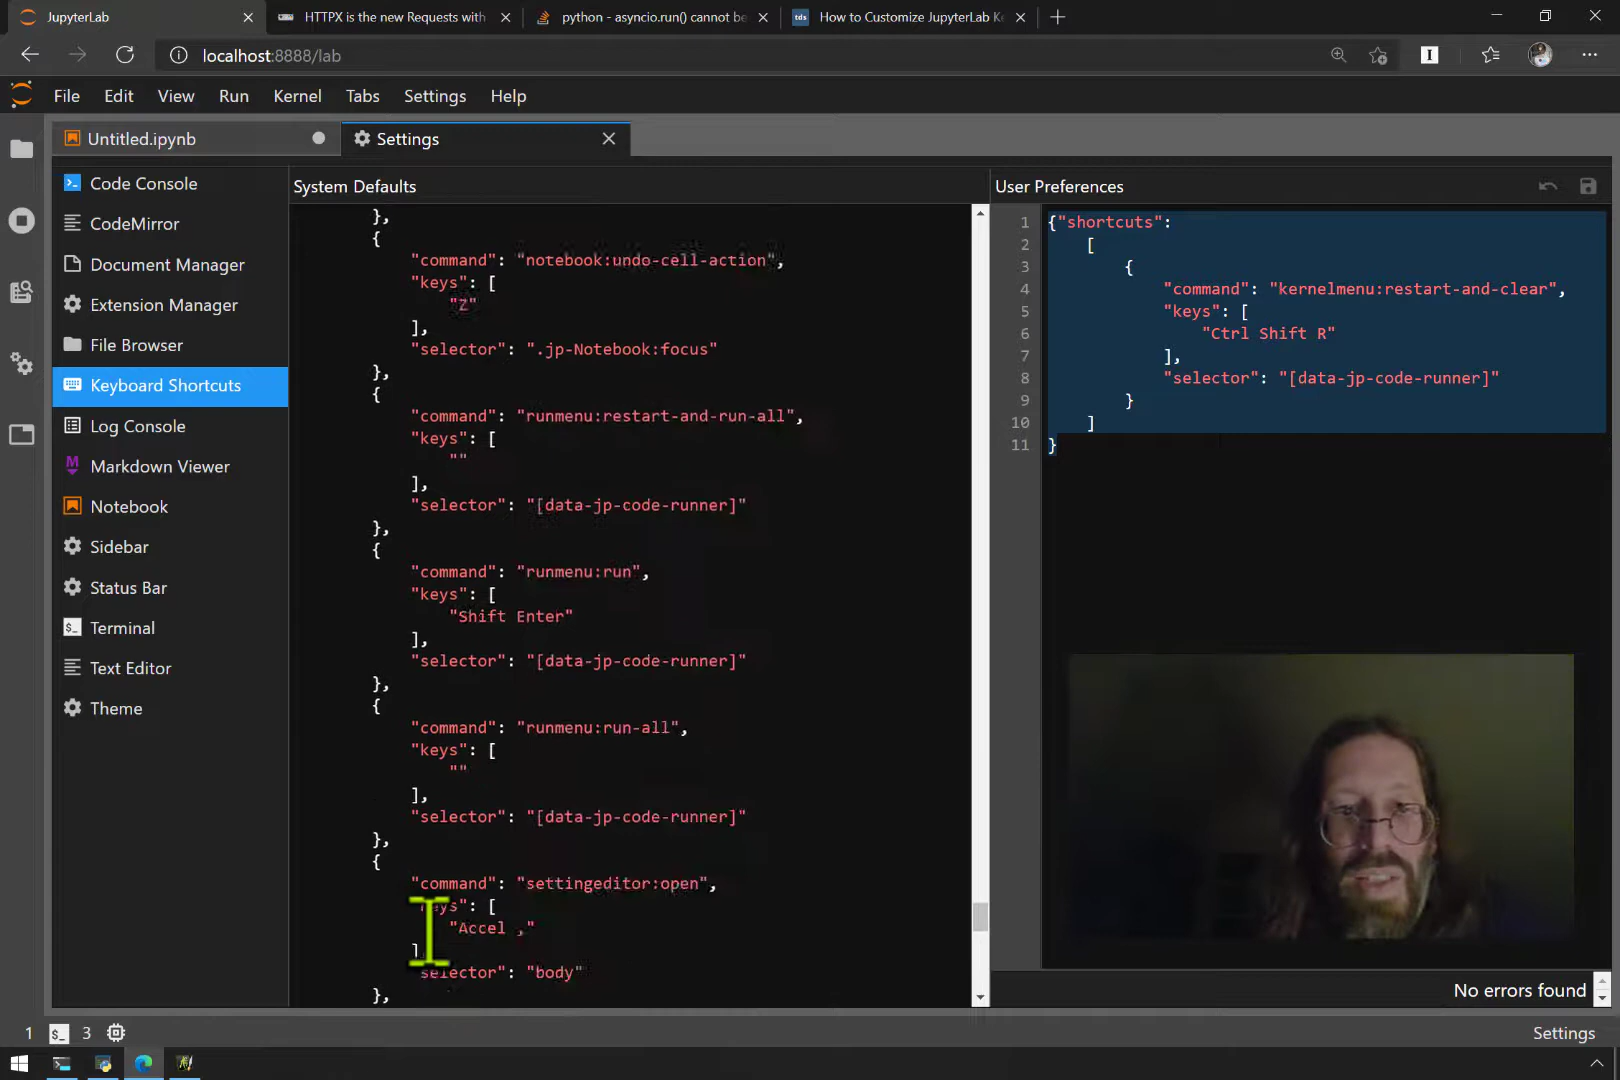 JupyterLab
HTTPX is the new Requests with
python - asyncio.run() cannot be
tds
How to Customize JupyterLab Ke
localhost:8888/lab
I
File
Edit
View
Run
Kernel
Tabs
Settings
Help
Untitled.ipynb
Settings
Code Console
CodeMirror
Document Manager
Extension Manager
File Browser
Keyboard Shortcuts
Log Console
Markdown Viewer
Notebook
Sidebar
Status Bar
Terminal
Text Editor
Theme
System Defaults
},
{
"command": "notebook:undo-cell-action",
"keys": [
"Z"
],
"selector": ".jp-Notebook:focus"
},
{
"command": "runmenu:restart-and-run-all",
"keys": [
""
],
"selector": "[data-jp-code-runner]"
},
{
"command": "runmenu:run",
"keys": [
"Shift Enter"
],
"selector": "[data-jp-code-runner]"
},
{
"command": "runmenu:run-all",
"keys": [
""
],
"selector": "[data-jp-code-runner]"
},
{
"command": "settingeditor:open",
"keys": [
"Accel ,"
]
selector": "body"
},
User Preferences
1 {"shortcuts":
2 [
3 {
4 "command": "kernelmenu:restart-and-clear",
5 "keys": [
6 "Ctrl Shift R"
7 ],
8 "selector": "[data-jp-code-runner]"
9 }
10 ]
11 }
No errors found
1
$_
3
Settings